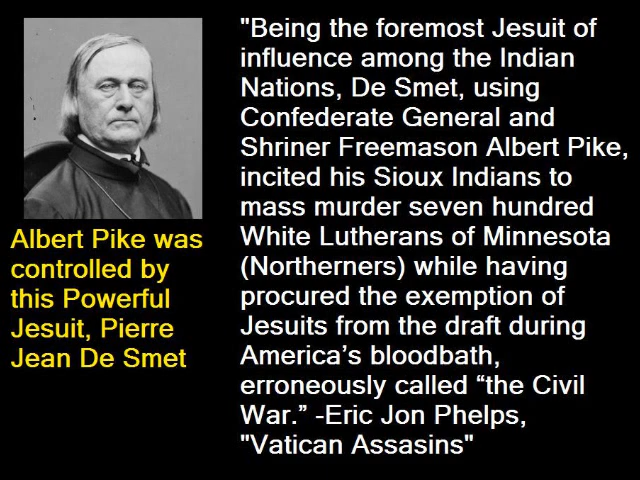 "Being the foremost Jesuit of
influence among the Indian
Nations, De Smet, using
Confederate General and
Shriner Freemason Albert Pike,
incited his Sioux Indians to
mass murder seven hundred
White Lutherans of Minnesota
(Northerners) while having
procured the exemption of
Jesuits from the draft during
America’s bloodbath,
erroneously called “the Civil
War.” -Eric Jon Phelps,
"Vatican Assasins"
Albert Pike was
controlled by
this Powerful
Jesuit, Pierre
Jean De Smet